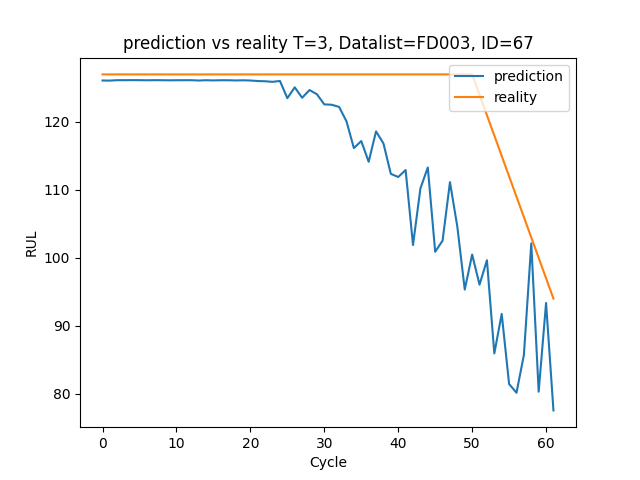 prediction vs reality T=3, Datalist=FD003, ID=67
prediction
reality
RUL
120
110
100
90
80
0 10 20 30 40 50 60
Cycle